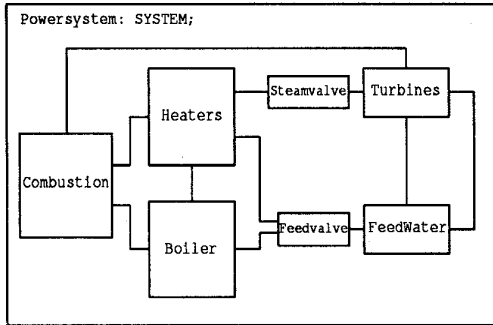 Powersystem: SYSTEM;
Steamvalve
Turbines
Heaters
Combustion
Boiler
Feedvalve
FeedWater